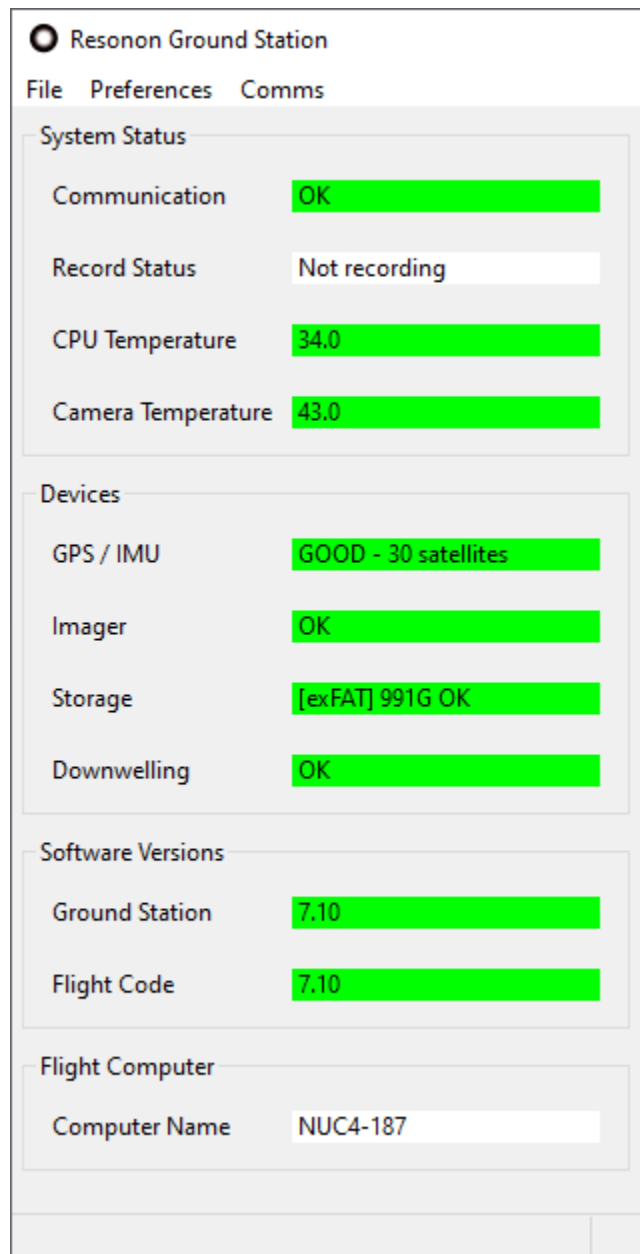 Resonon Ground Station
File Preferences Comms
System Status
Communication OK
Record Status Not recording
CPU Temperature 34.0
Camera Temperature 43.0
Devices
GPS / IMU GOOD - 30 satellites
Imager OK
Storage [exFAT] 991G OK
Downwelling OK
Software Versions
Ground Station 7.10
Flight Code 7.10
Flight Computer
Computer Name NUC4-187